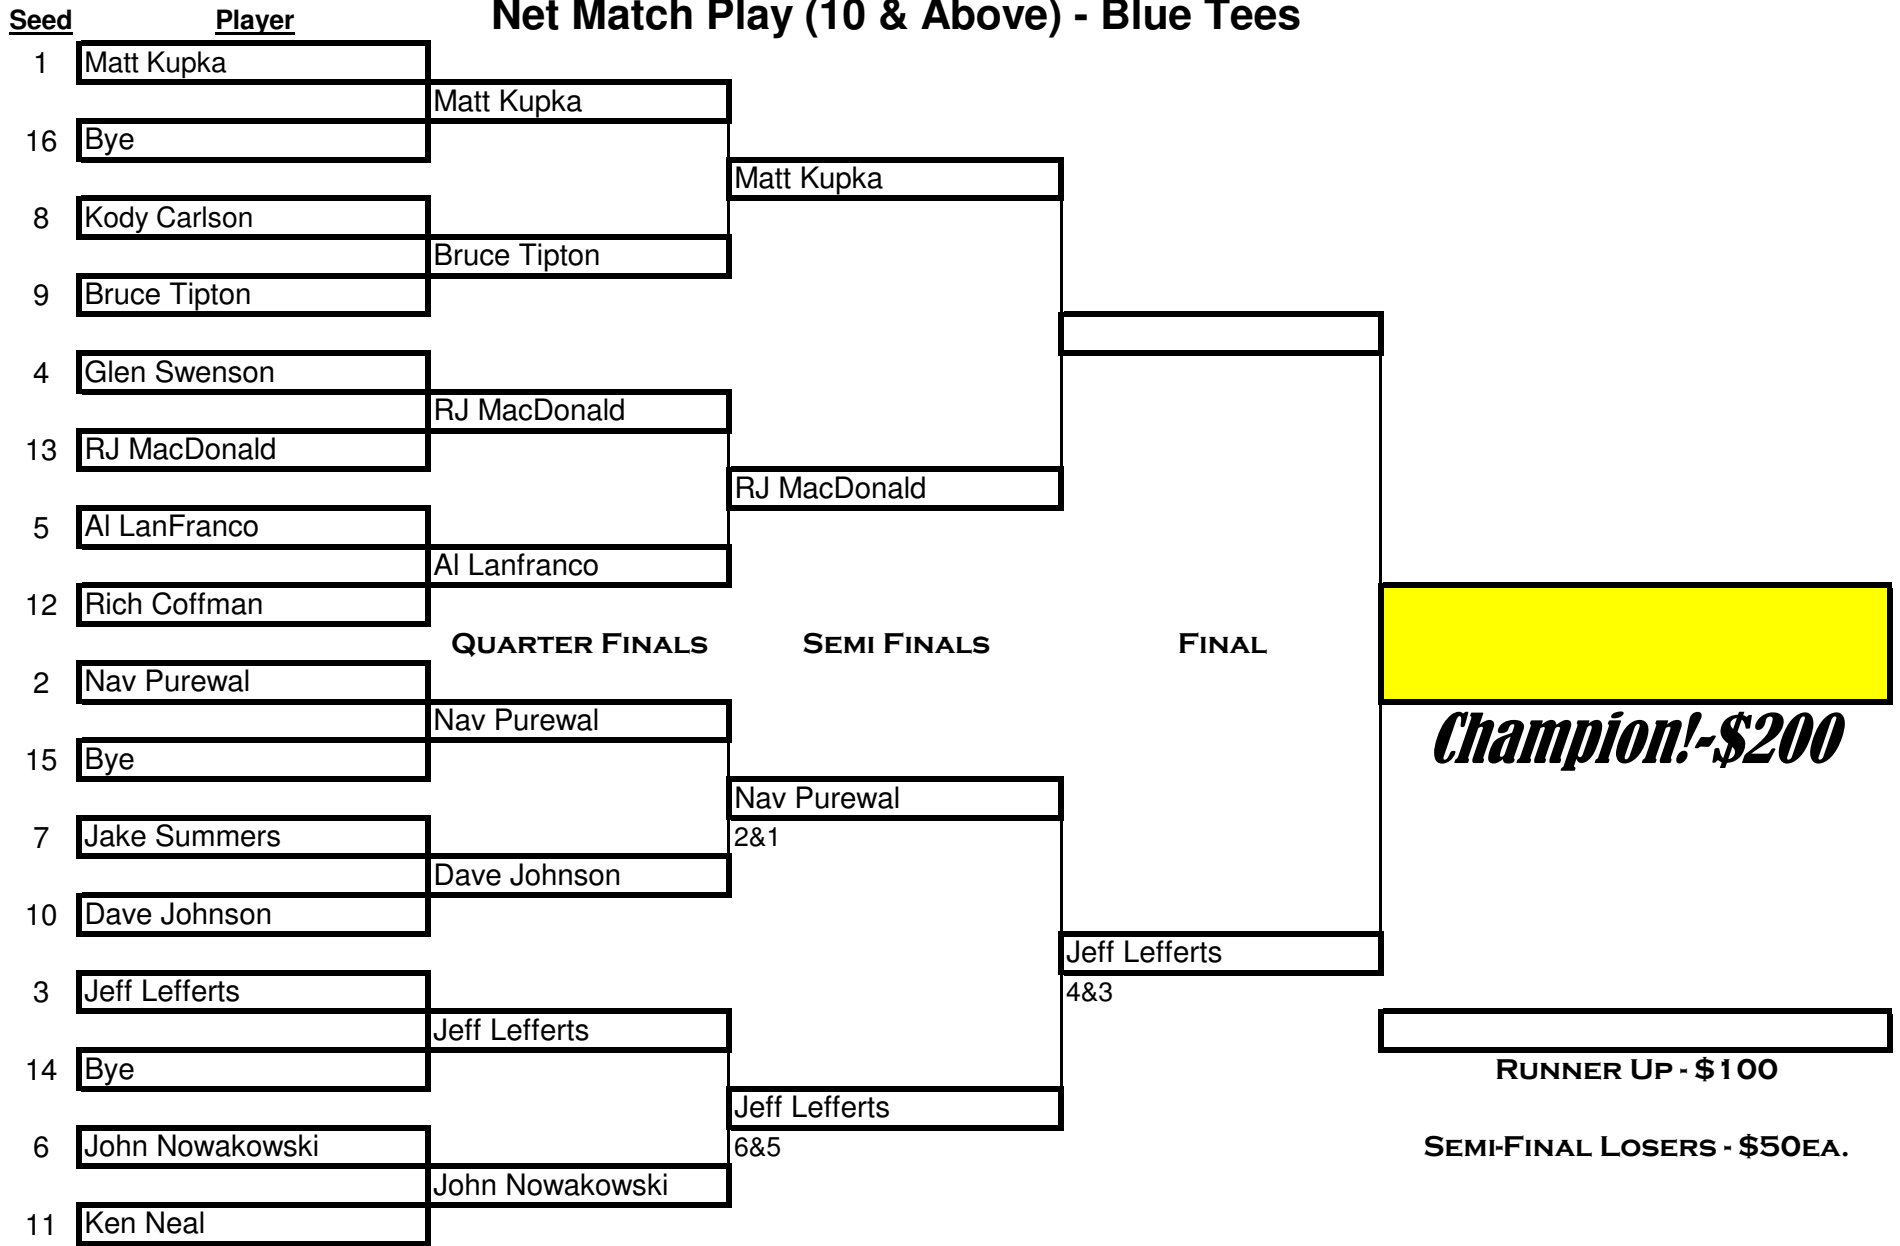 Net Match Play (10 & Above) - Blue Tees
Seed Player
1 Matt Kupka
Matt Kupka
16 Bye
Matt Kupka
8 Kody Carlson
Bruce Tipton
9 Bruce Tipton
4 Glen Swenson
RJ MacDonald
13 RJ MacDonald
RJ MacDonald
5 Al LanFranco
Al Lanfranco
12 Rich Coffman
QUARTER FINALS SEMI FINALS FINAL
2 Nav Purewal
Nav Purewal
Champion!-$200
15 Bye
Nav Purewal
7 Jake Summers
2&1
Dave Johnson
10 Dave Johnson
Jeff Lefferts
3 Jeff Lefferts
4&3
Jeff Lefferts
14 Bye
RUNNER UP - $100
Jeff Lefferts
6 John Nowakowski
6&5
SEMI-FINAL LOSERS - $50EA.
John Nowakowski
11 Ken Neal